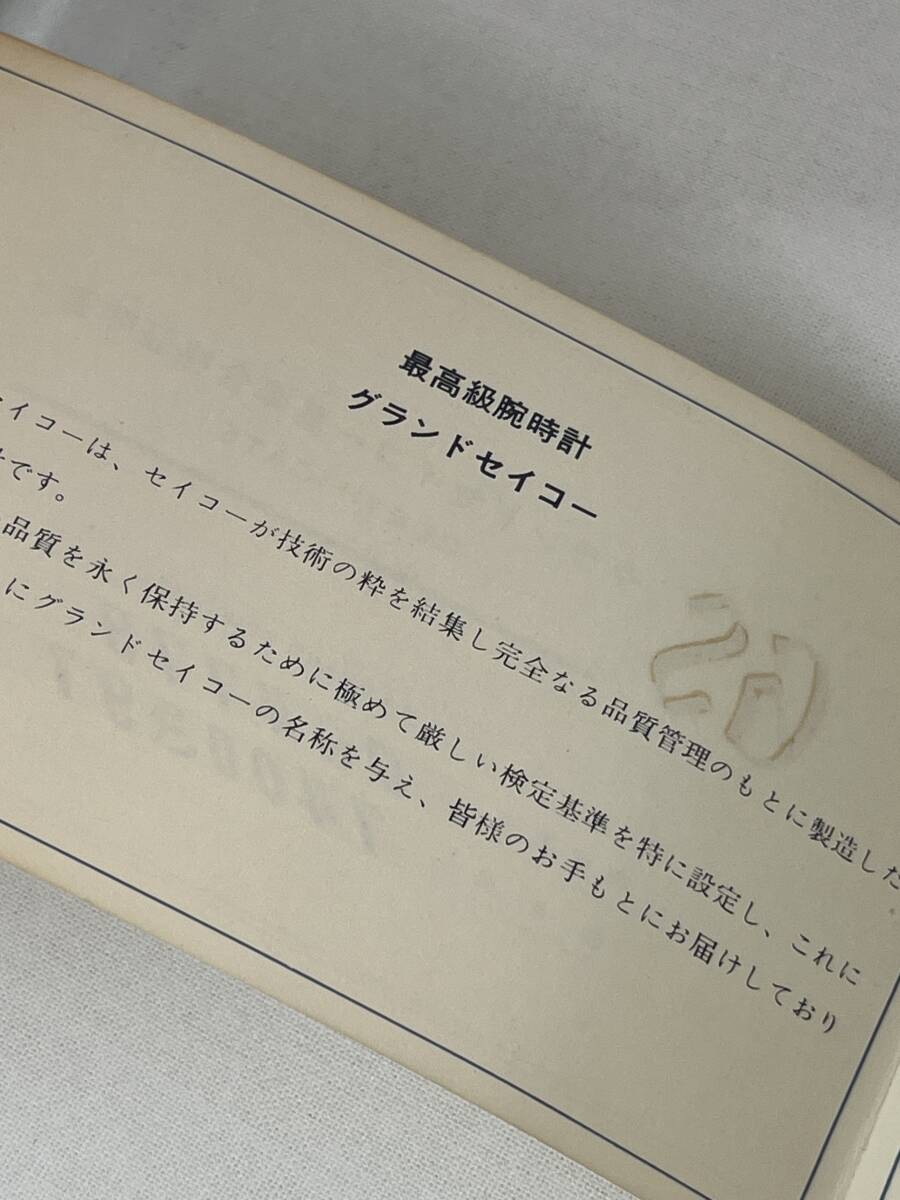 最高級腕時計
グランドセイコー
セイコーは、セイコーが技術の粋を結集し完全なる品質管理のもとに製造した
です。
品質を永く保持するために極めて厳しい検定基準を特に設定し、これに
にグランドセイコーの名称を与え、皆様のお手もとにお届けしており